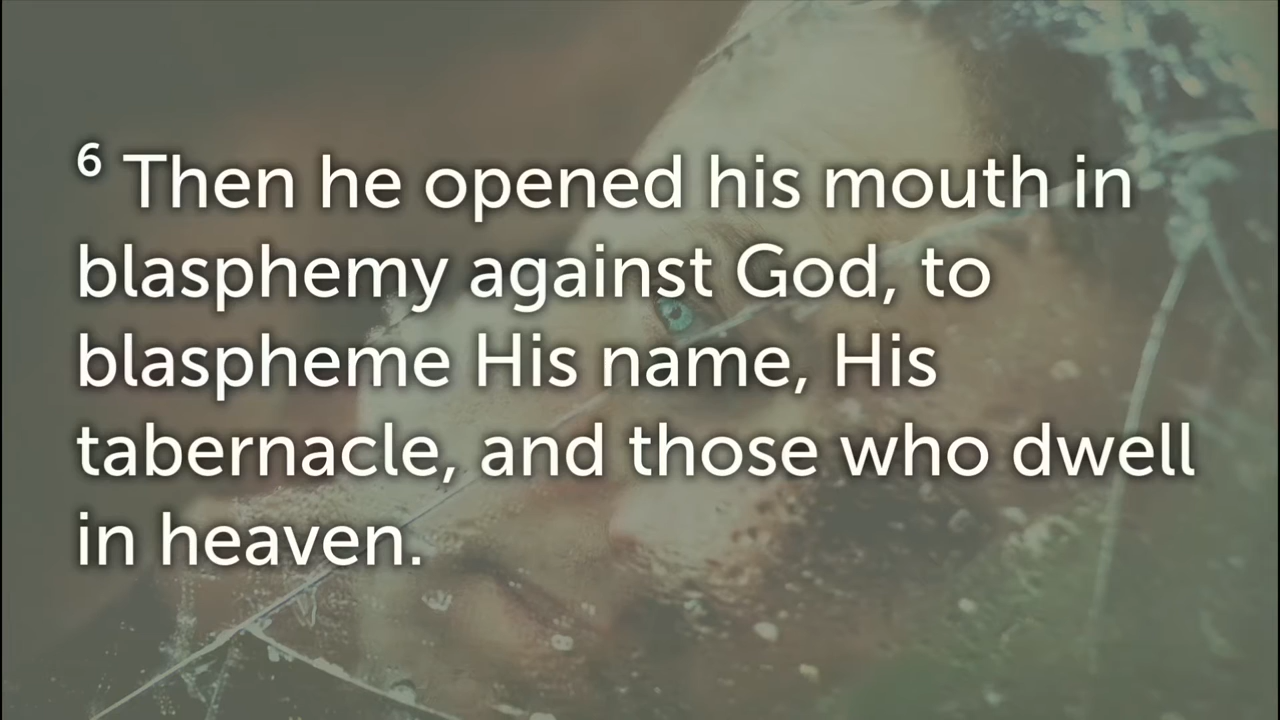 6 Then he opened his mouth in
blasphemy against God, to
blaspheme His name, His
tabernacle, and those who dwell
in heaven.